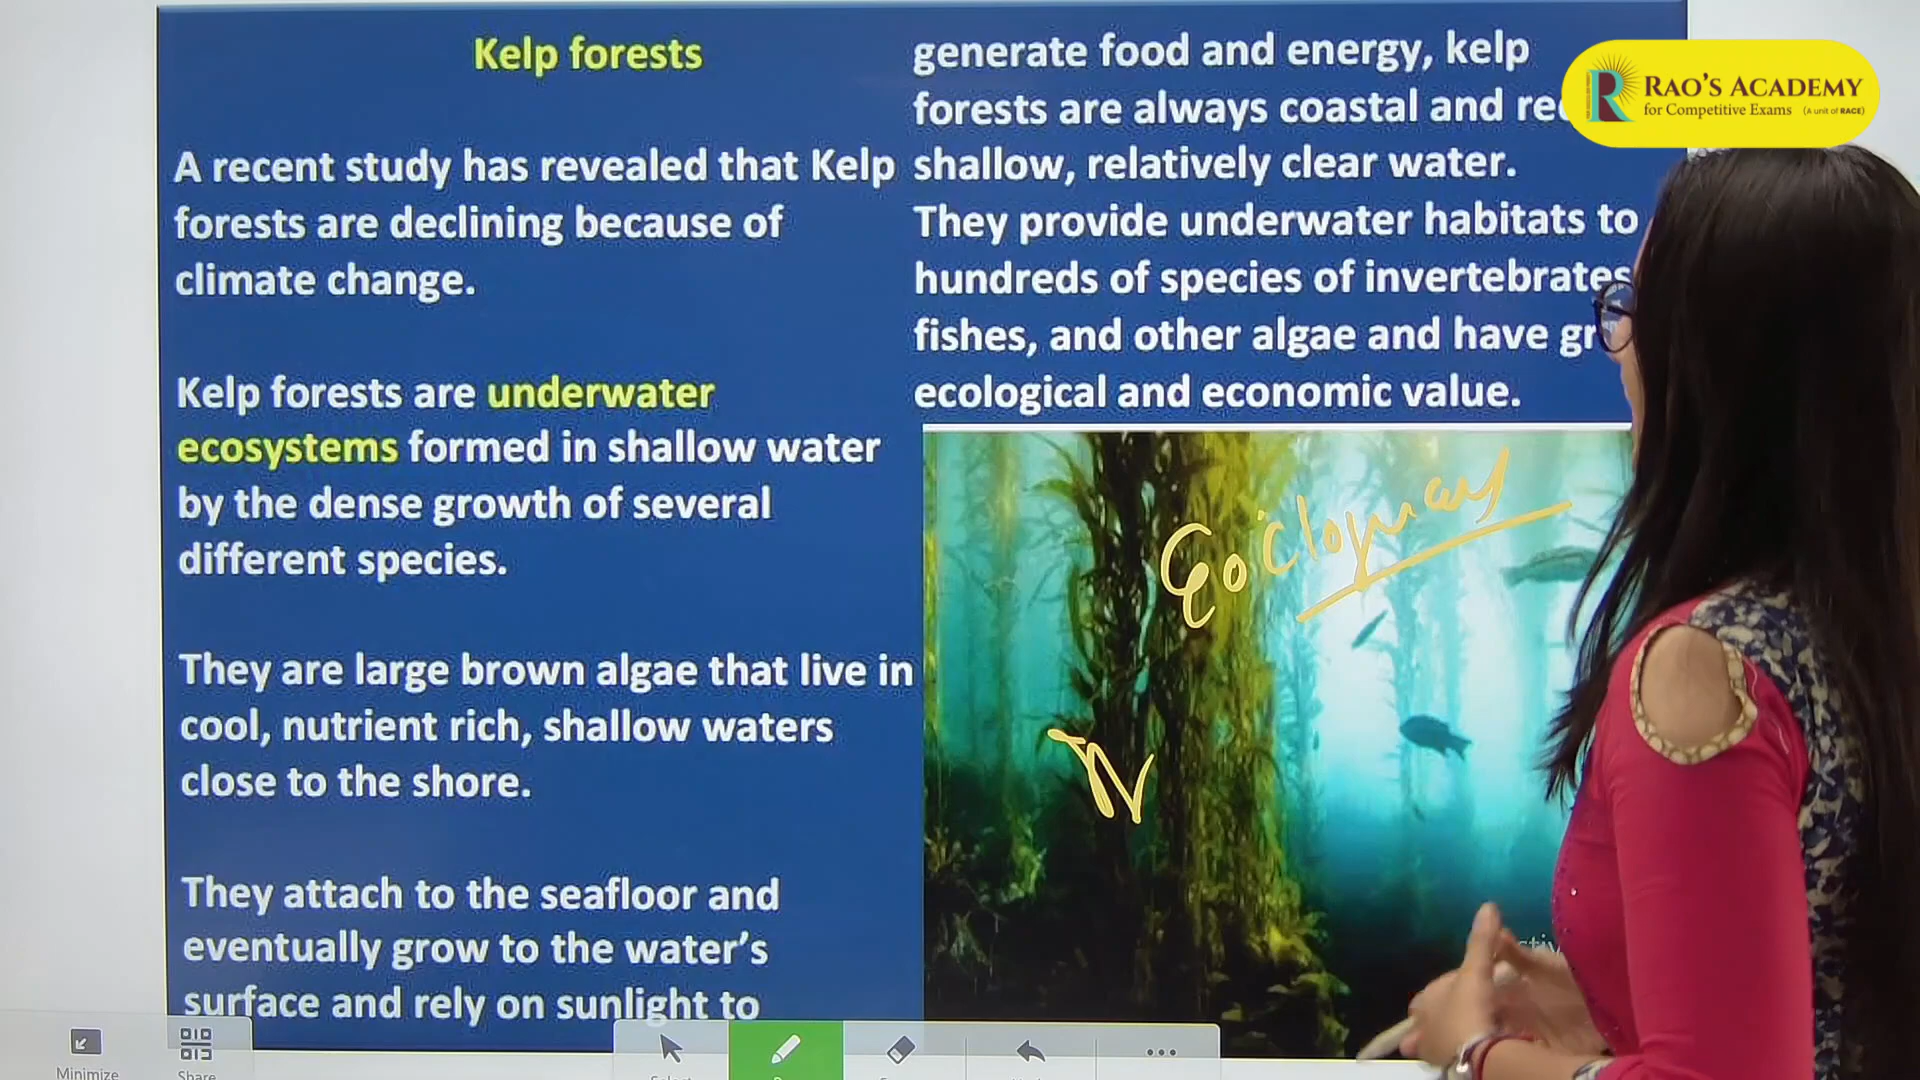 Kelp forests
A recent study has revealed that Kelp
forests are declining because of
climate change.
Kelp forests are underwater
ecosystems formed in shallow water
by the dense growth of several
different species.
They are large brown algae that live in
cool, nutrient rich, shallow waters
close to the shore.
They attach to the seafloor and
eventually grow to the water's
surface and rely on sunlight to
generate food and energy, kelp
forests are always coastal and
shallow, relatively clear water.
They provide underwater habitats to
hundreds of species of invertebrates
fishes, and other algae and have
ecological and economic value.
RAO'S ACADEMY
for Competitive Exams (A unit of RACE)
Minimize
Share